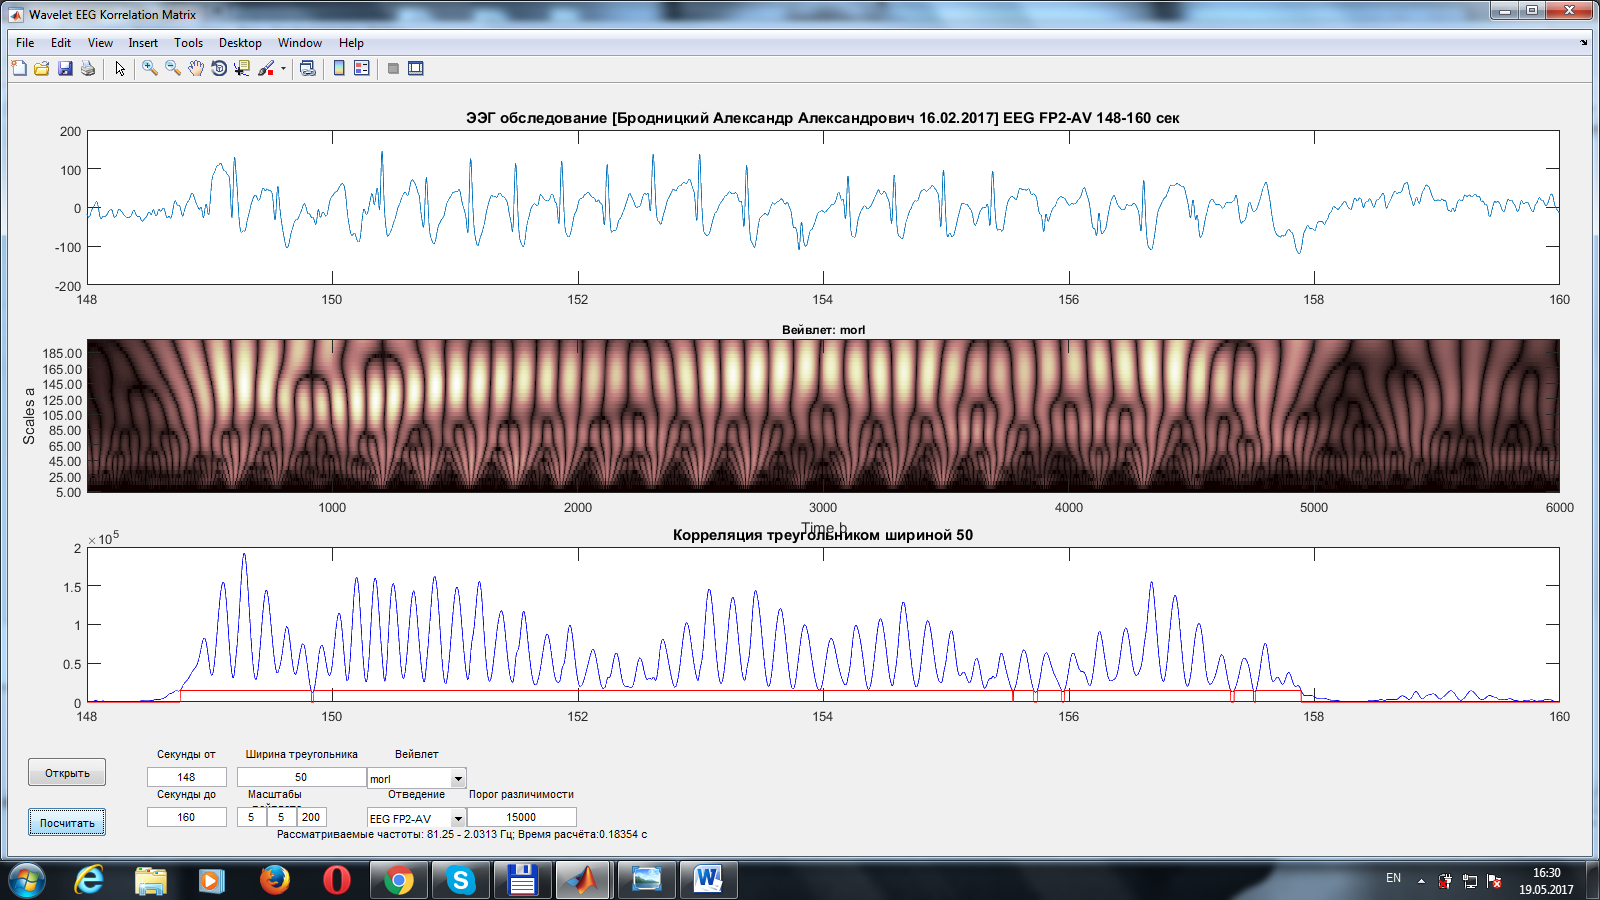 Wavelet EEG Korrelation Matrix
File Edit View Insert Tools Desktop Window Help
ЭЭГ обследование [Бродницкий Александр Александрович 16.02.2017] EEG FP2-AV 148-160 сек
200
100
0
-100
-200
148 150 152 154 156 158 160
Вейвлет: morl
Scales a
185.00
165.00
145.00
125.00
105.00
85.00
65.00
45.00
25.00
5.00
1000 2000 3000 4000 5000 6000
Time b
Корреляция треугольником шириной 50
×10^5
2
1.5
1
0.5
0
148 150 152 154 156 158 160
Секунды от Ширина треугольника Вейвлет
Открыть 148 50 morl
Секунды до Масштабы Отведение Порог различимости
Посчитать 160 5 5 200 EEG FP2-AV 15000
Рассматриваемые частоты: 81.25 - 2.0313 Гц; Время расчёта:0.18354 с
EN 16:30
19.05.2017